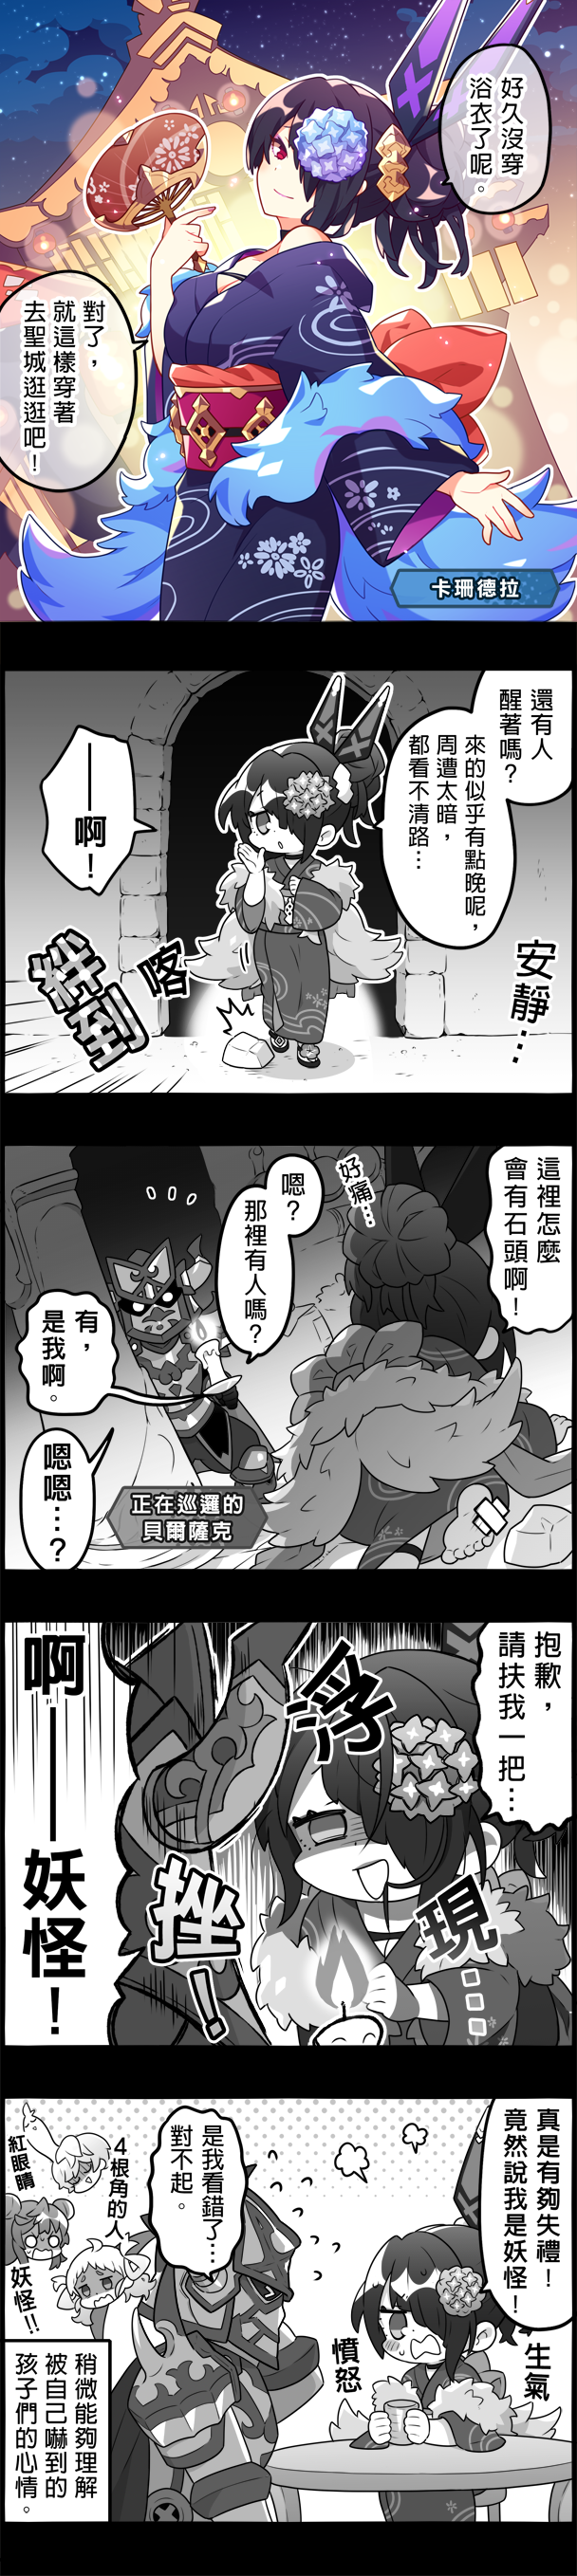 好久沒穿
浴衣了呢。
對了，
就這樣穿著
去聖城逛逛吧！
卡珊德拉
還有人
醒著嗎？
來的似乎有點晚呢，
周遭太暗，
都看不清路…
安靜…
——啊！
喀
絆到
這裡怎麼
會有石頭啊！
好痛…
嗯？
那裡有人嗎？
有，
是我啊。
嗯嗯…？
正在巡邏的
貝爾薩克
抱歉，
請扶我一把…
浮
現…
挫！
啊——妖怪！
真是有夠失禮！
竟然說我是妖怪！
生氣
憤怒
是我看錯了…
對不起。
4根角的人
紅眼睛
妖怪!!
稍微能夠理解
被自己嚇到的
孩子們的心情。